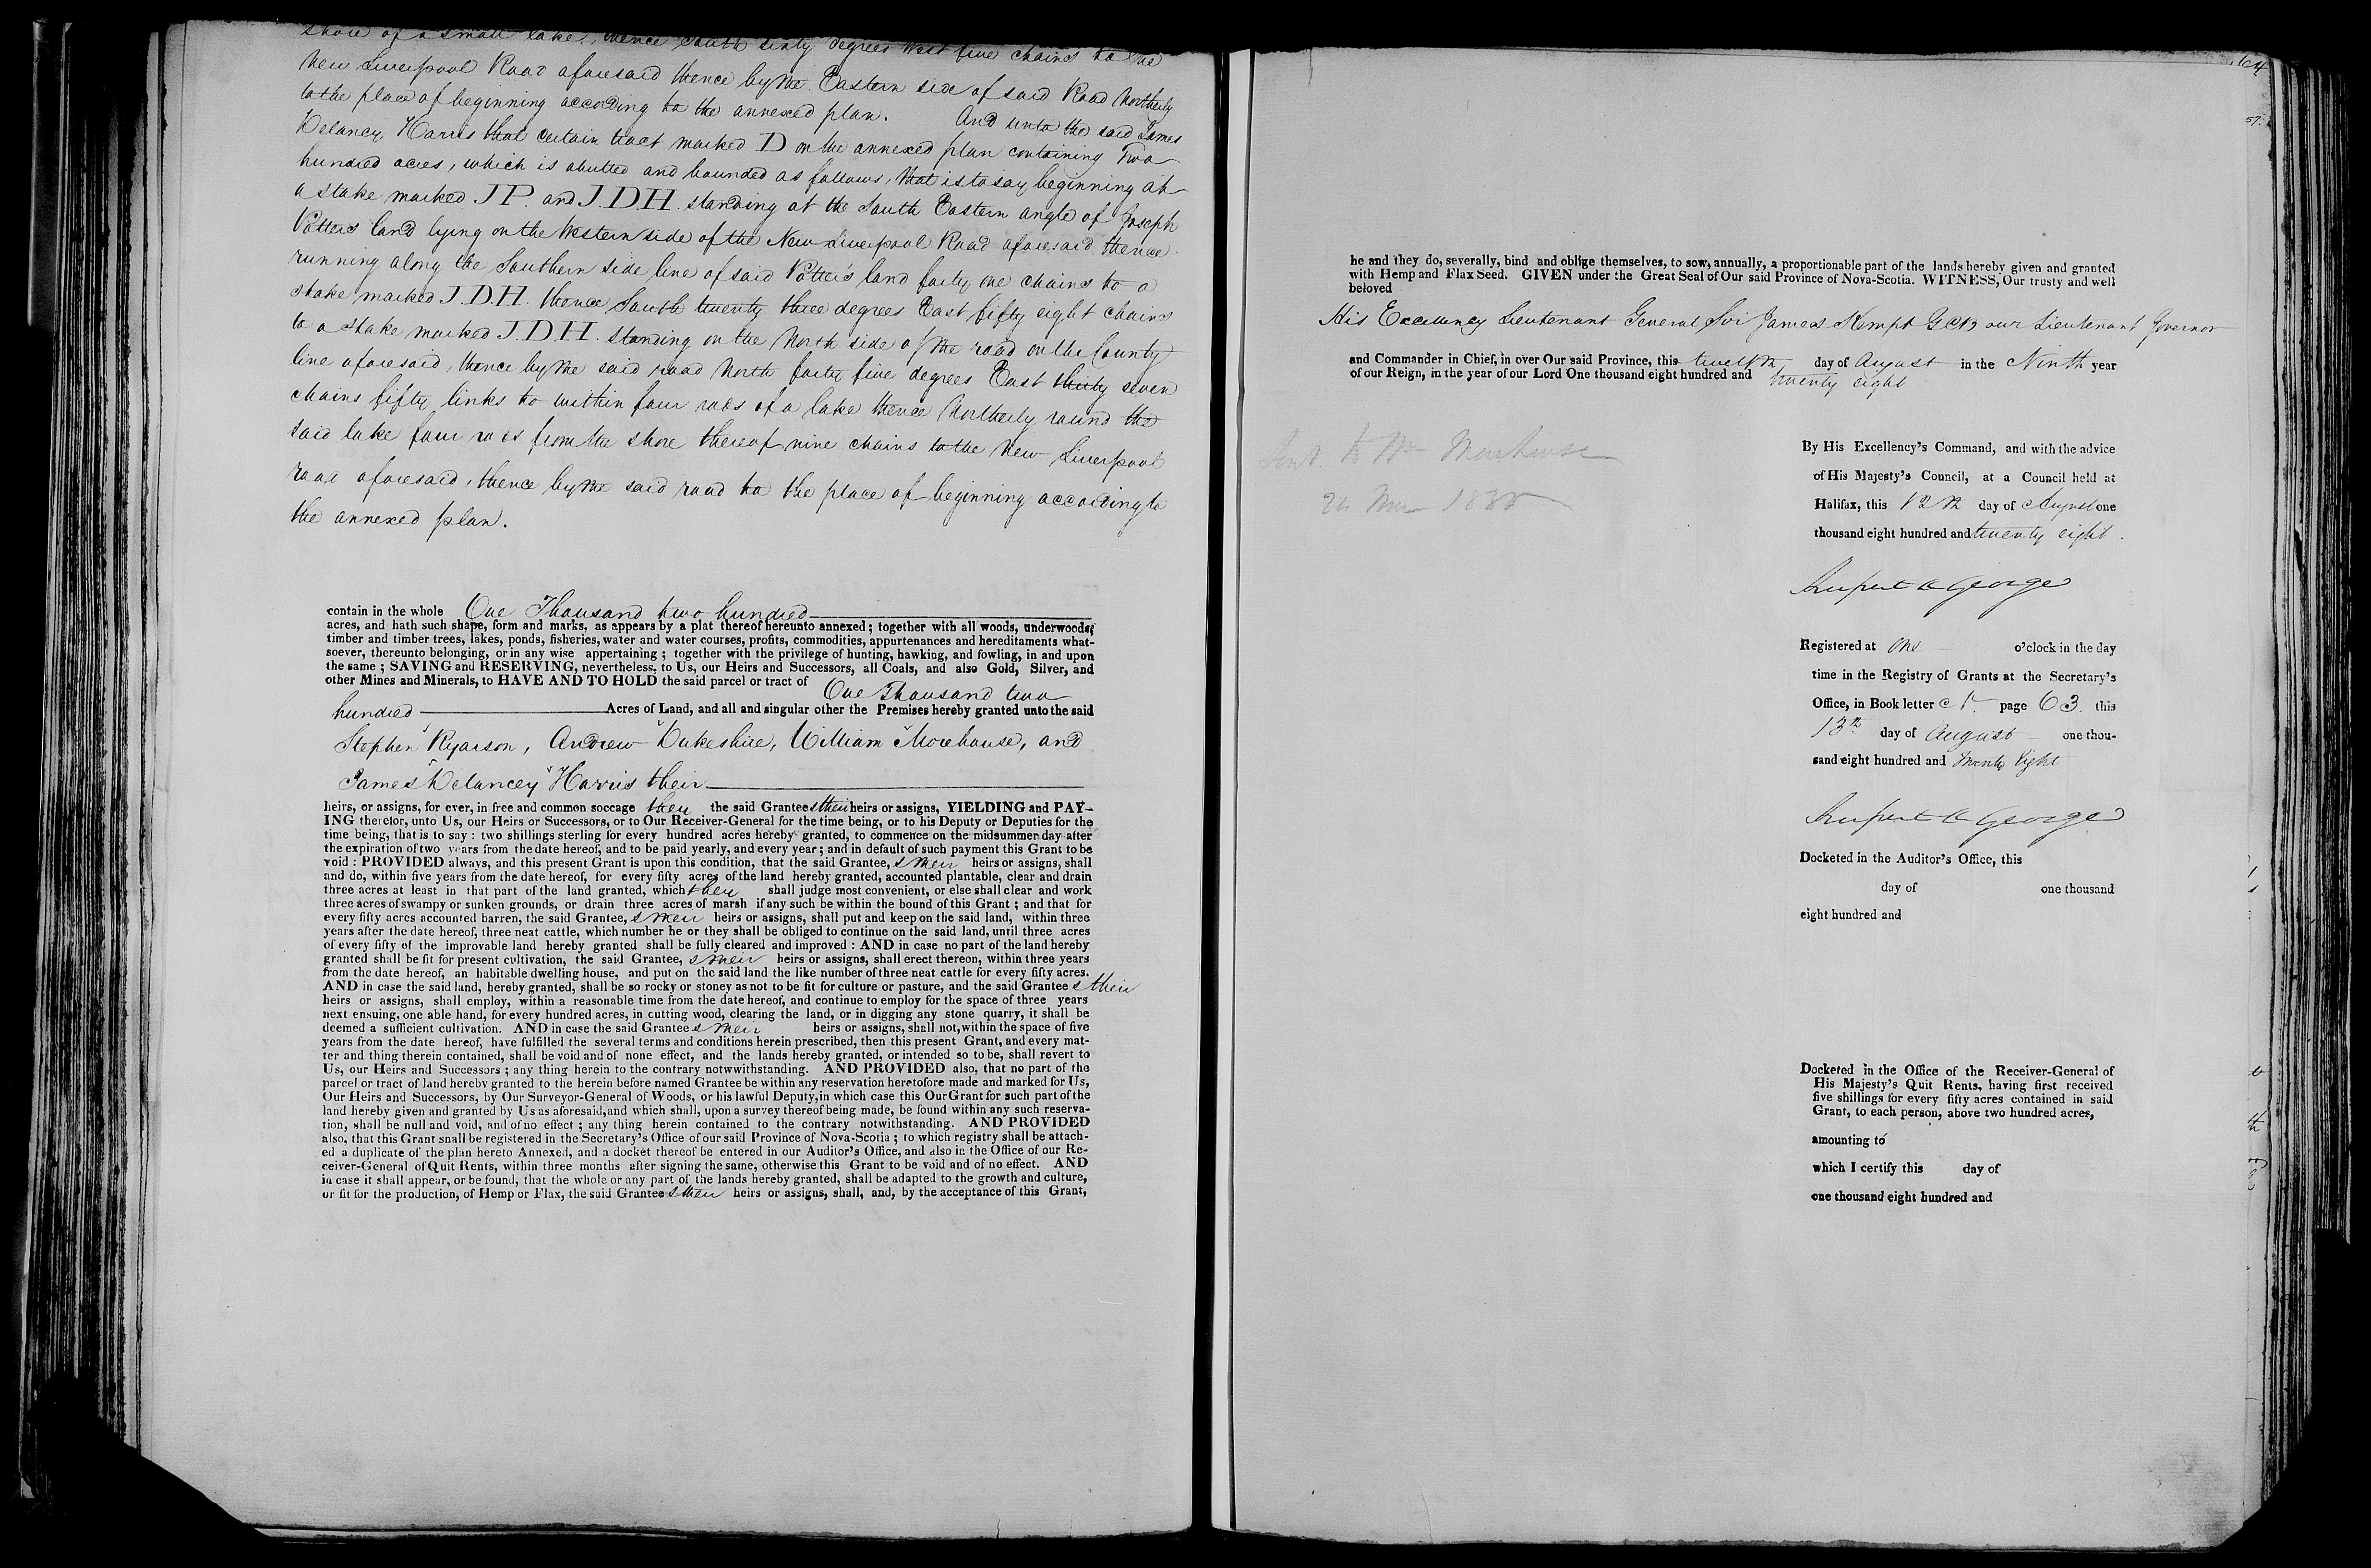 shore of a small lake, thence South sixty degrees West five chains to the
New Liverpool Road aforesaid thence by the Eastern side of said Road Northerly
to the place of beginning according to the annexed plan. And unto the said James
Delancey Harris that certain tract marked D on the annexed plan containing Two
hundred acres, which is abutted and bounded as follows, that is to say, beginning at
a stake marked J P. and J. D. H. standing at the South Eastern angle of Joseph
Potter's land lying on the Western side of the New Liverpool Road aforesaid thence
running along the Southern side line of said Potter's land forty one chains to a
stake marked J. D. H. thence South twenty three degrees East fifty eight chains
to a stake marked J. D. H. standing on the North side of the road on the County
line aforesaid, thence by the said road North forty five degrees East thirty seven
chains fifty links to within four rods of a lake thence Northerly round the
said lake four rods from the shore thereof nine chains to the New Liverpool
road aforesaid, thence by the said road to the place of beginning according to
the annexed plan.
contain in the whole One Thousand two hundred
acres, and hath such shape, form and marks, as appears by a plat thereof hereunto annexed; together with all woods, underwoods,
timber and timber trees, lakes, ponds, fisheries, water and water courses, profits, commodities, appurtenances and hereditaments what-
soever, thereunto belonging, or in any wise appertaining; together with the privilege of hunting, hawking, and fowling, in and upon
the same; SAVING and RESERVING, nevertheless, to Us, our Heirs and Successors, all Coals, and also Gold, Silver, and
other Mines and Minerals, to HAVE AND TO HOLD the said parcel or tract of One Thousand two
hundred Acres of Land, and all and singular other the Premises hereby granted unto the said
Stephen Ryarson, Andrew Dukeshire, William Morehouse, and
James Delancey Harris their
heirs, or assigns, for ever, in free and common soccage they the said Grantees their heirs or assigns, YIELDING and PAY-
ING therefor, unto Us, our Heirs or Successors, or to Our Receiver-General for the time being, or to his Deputy or Deputies for the
time being, that is to say: two shillings sterling for every hundred acres hereby granted, to commence on the midsummer day after
the expiration of two years from the date hereof, and to be paid yearly, and every year; and in default of such payment this Grant to be
void: PROVIDED always, and this present Grant is upon this condition, that the said Grantee, s their heirs or assigns, shall
and do, within five years from the date hereof, for every fifty acres of the land hereby granted, accounted plantable, clear and drain
three acres at least in that part of the land granted, which they shall judge most convenient, or else shall clear and work
three acres of swampy or sunken grounds, or drain three acres of marsh if any such be within the bound of this Grant; and that for
every fifty acres accounted barren, the said Grantee, s their heirs or assigns, shall put and keep on the said land, within three
years after the date hereof, three neat cattle, which number he or they shall be obliged to continue on the said land, until three acres
of every fifty of the improvable land hereby granted shall be fully cleared and improved: AND in case no part of the land hereby
granted shall be fit for present cultivation, the said Grantee, s their heirs or assigns, shall erect thereon, within three years
from the date hereof, an habitable dwelling house, and put on the said land the like number of three neat cattle for every fifty acres.
AND in case the said land, hereby granted, shall be so rocky or stoney as not to be fit for culture or pasture, and the said Grantee s their
heirs or assigns, shall employ, within a reasonable time from the date hereof, and continue to employ for the space of three years
next ensuing, one able hand, for every hundred acres, in cutting wood, clearing the land, or in digging any stone quarry, it shall be
deemed a sufficient cultivation. AND in case the said Grantee s their heirs or assigns, shall not, within the space of five
years from the date hereof, have fulfilled the several terms and conditions herein prescribed, then this present Grant, and every mat-
ter and thing therein contained, shall be void and of none effect, and the lands hereby granted, or intended so to be, shall revert to
Us, our Heirs and Successors; any thing herein to the contrary notwwithstanding. AND PROVIDED also, that no part of the
parcel or tract of land hereby granted to the herein before named Grantee be within any reservation heretofore made and marked for Us,
Our Heirs and Successors, by Our Surveyor-General of Woods, or his lawful Deputy, in which case this Our Grant for such part of the
land hereby given and granted by Us as aforesaid, and which shall, upon a survey thereof being made, be found within any such reserva-
tion, shall be null and void, and of no effect; any thing herein contained to the contrary notwithstanding. AND PROVIDED
also, that this Grant snall be registered in the Secretary's Office of our said Province of Nova-Scotia; to which registry shall be attach-
ed a duplicate of the plan hereto Annexed, and a docket thereof be entered in our Auditor's Office, and also in the Office of our Re-
ceiver-General of Quit Rents, within three months after signing the same, otherwise this Grant to be void and of no effect. AND
in case it shall appear, or be found, that the whole or any part of the lands hereby granted, shall be adapted to the growth and culture,
or fit for the production, of Hemp or Flax, the said Grantee s their heirs or assigns, shall, and, by the acceptance of this Grant,
64
he and they do, severally, bind and oblige themselves, to sow, annually, a proportionable part of the lands hereby given and granted
with Hemp and Flax Seed. GIVEN under the Great Seal of Our said Province of Nova-Scotia. WITNESS, Our trusty and well
beloved
His Excellency Lieutenant General Sir James Kempt GCB our Lieutenant Governor
and Commander in Chief, in over Our said Province, this twelfth day of August in the Ninth year
of our Reign, in the year of our Lord One thousand eight hundred and twenty eight
Sent to Wm Morehouse
By His Excellency's Command, and with the advice
of His Majesty's Council, at a Council held at
Halifax, this 12th day of August one
thousand eight hundred and twenty eight.
Rupert D George
Registered at One o'clock in the day
time in the Registry of Grants at the Secretary's
Office, in Book letter page 63 this
13th day of August one thou-
sand eight hundred and Twenty Eight
Rupert D George
Docketed in the Auditor's Office, this
day of one thousand
eight hundred and
Docketed in the Office of the Receiver-General of
His Majesty's Quit Rents, having first received
five shillings for every fifty acres contained in said
Grant, to each person, above two hundred acres,
amounting to
which I certify this day of
one thousand eight hundred and